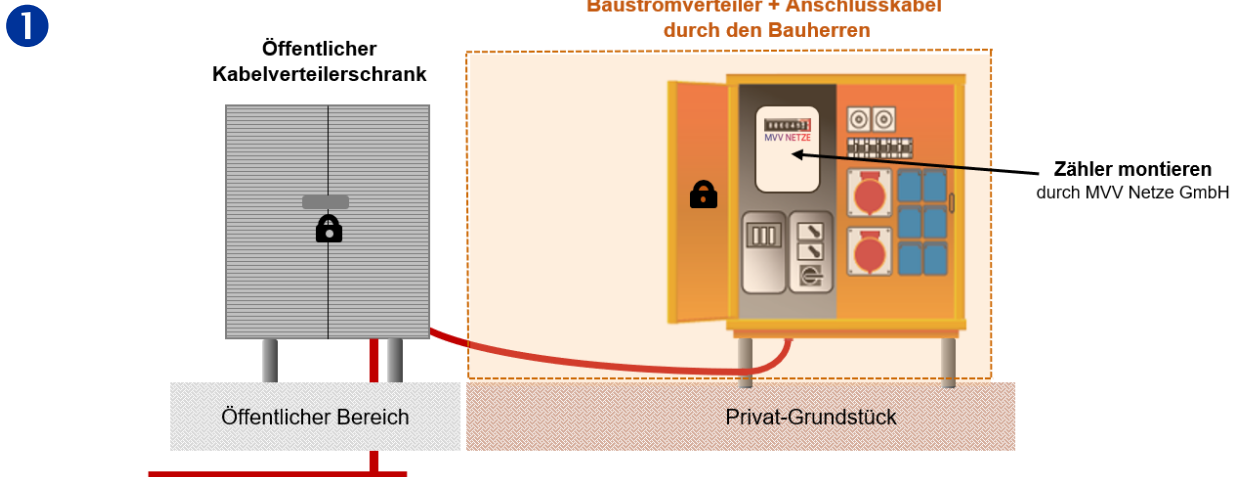 1
Baustromverteiler + Anschlusskabel
durch den Bauherren
Öffentlicher
Kabelverteilerschrank
MVV NETZE
Zähler montieren
durch MVV Netze GmbH
Öffentlicher Bereich
Privat-Grundstück